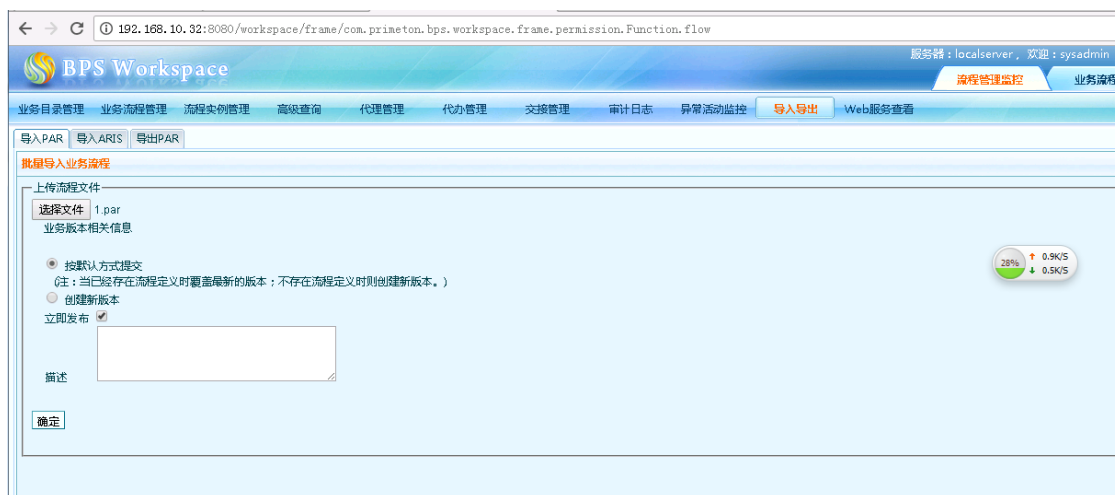 192.168.10.32:8080/workspace/frame/com.primeton.bps.workspace.frame.permission.Function.flow
服务器：localserver，欢迎：sysadmin
BPS Workspace
流程管理监控 业务流程
业务目录管理 业务流程管理 流程实例管理 高级查询 代理管理 代办管理 交接管理 审计日志 异常活动监控 导入导出 Web服务查看
导入PAR 导入ARIS 导出PAR
批量导入业务流程
上传流程文件
选择文件 1.par
业务版本相关信息
按默认方式提交
(注：当已经存在流程定义时覆盖最新的版本；不存在流程定义时则创建新版本。)
28% ↑ 0.9K/S
↓ 0.5K/S
创建新版本
立即发布
描述
确定